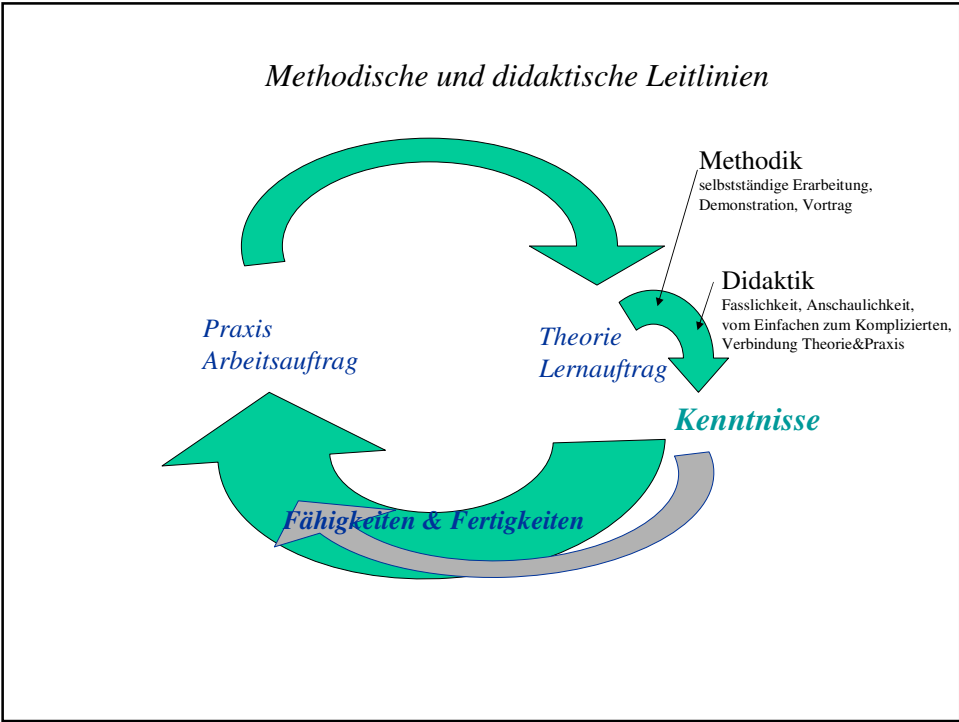 Methodische und didaktische Leitlinien
Methodik
selbstständige Erarbeitung,
Demonstration, Vortrag
Didaktik
Fasslichkeit, Anschaulichkeit,
vom Einfachen zum Komplizierten,
Verbindung Theorie&Praxis
Praxis
Arbeitsauftrag
Theorie
Lernauftrag
Kenntnisse
Fähigkeiten & Fertigkeiten